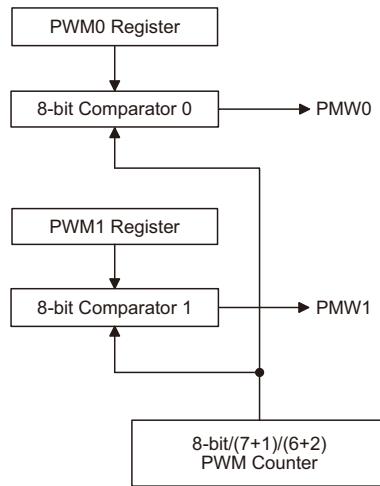 PWM0 Register
8-bit Comparator 0
PMW0
PWM1 Register
8-bit Comparator 1
PMW1
8-bit/(7+1)/(6+2)
PWM Counter